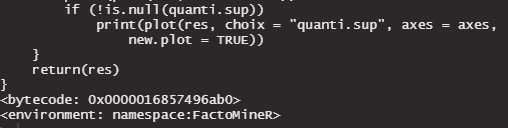 if (!is.null(quanti.sup))
print(plot(res, choix = "quanti.sup", axes = axes,
new.plot = TRUE))
}
return(res)
}
<bytecode: 0x0000016857496ab0>
<environment: namespace:FactoMineR>